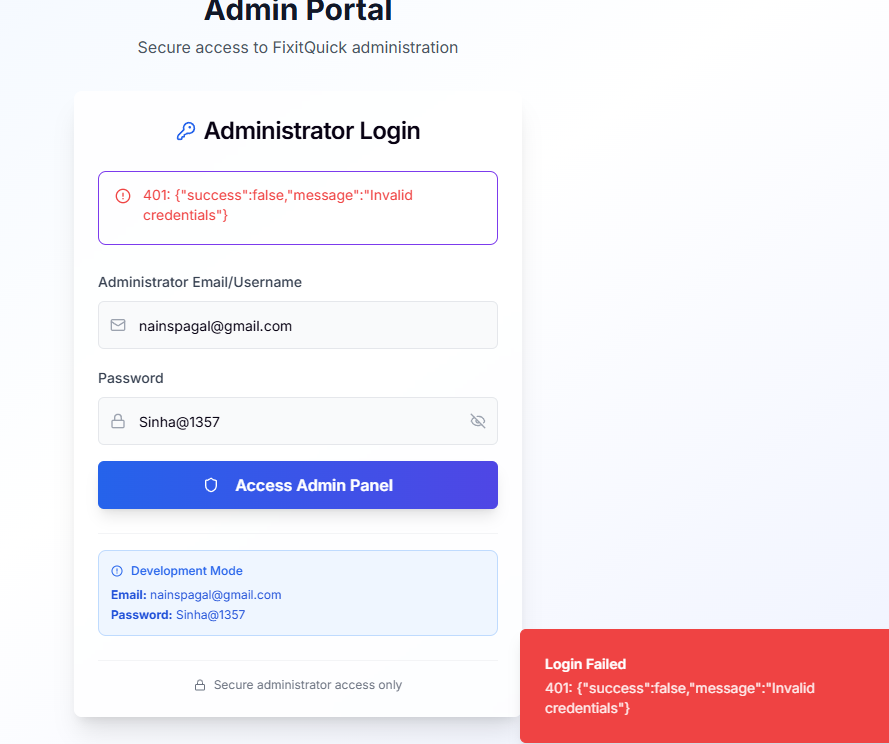 Admin Portal
Secure access to FixitQuick administration
Administrator Login
401: {"success":false,"message":"Invalid
credentials"}
Administrator Email/Username
nainspagal@gmail.com
Password
Sinha@1357
Access Admin Panel
Development Mode
Email: nainspagal@gmail.com
Password: Sinha@1357
Secure administrator access only
Login Failed
401: {"success":false,"message":"Invalid
credentials"}